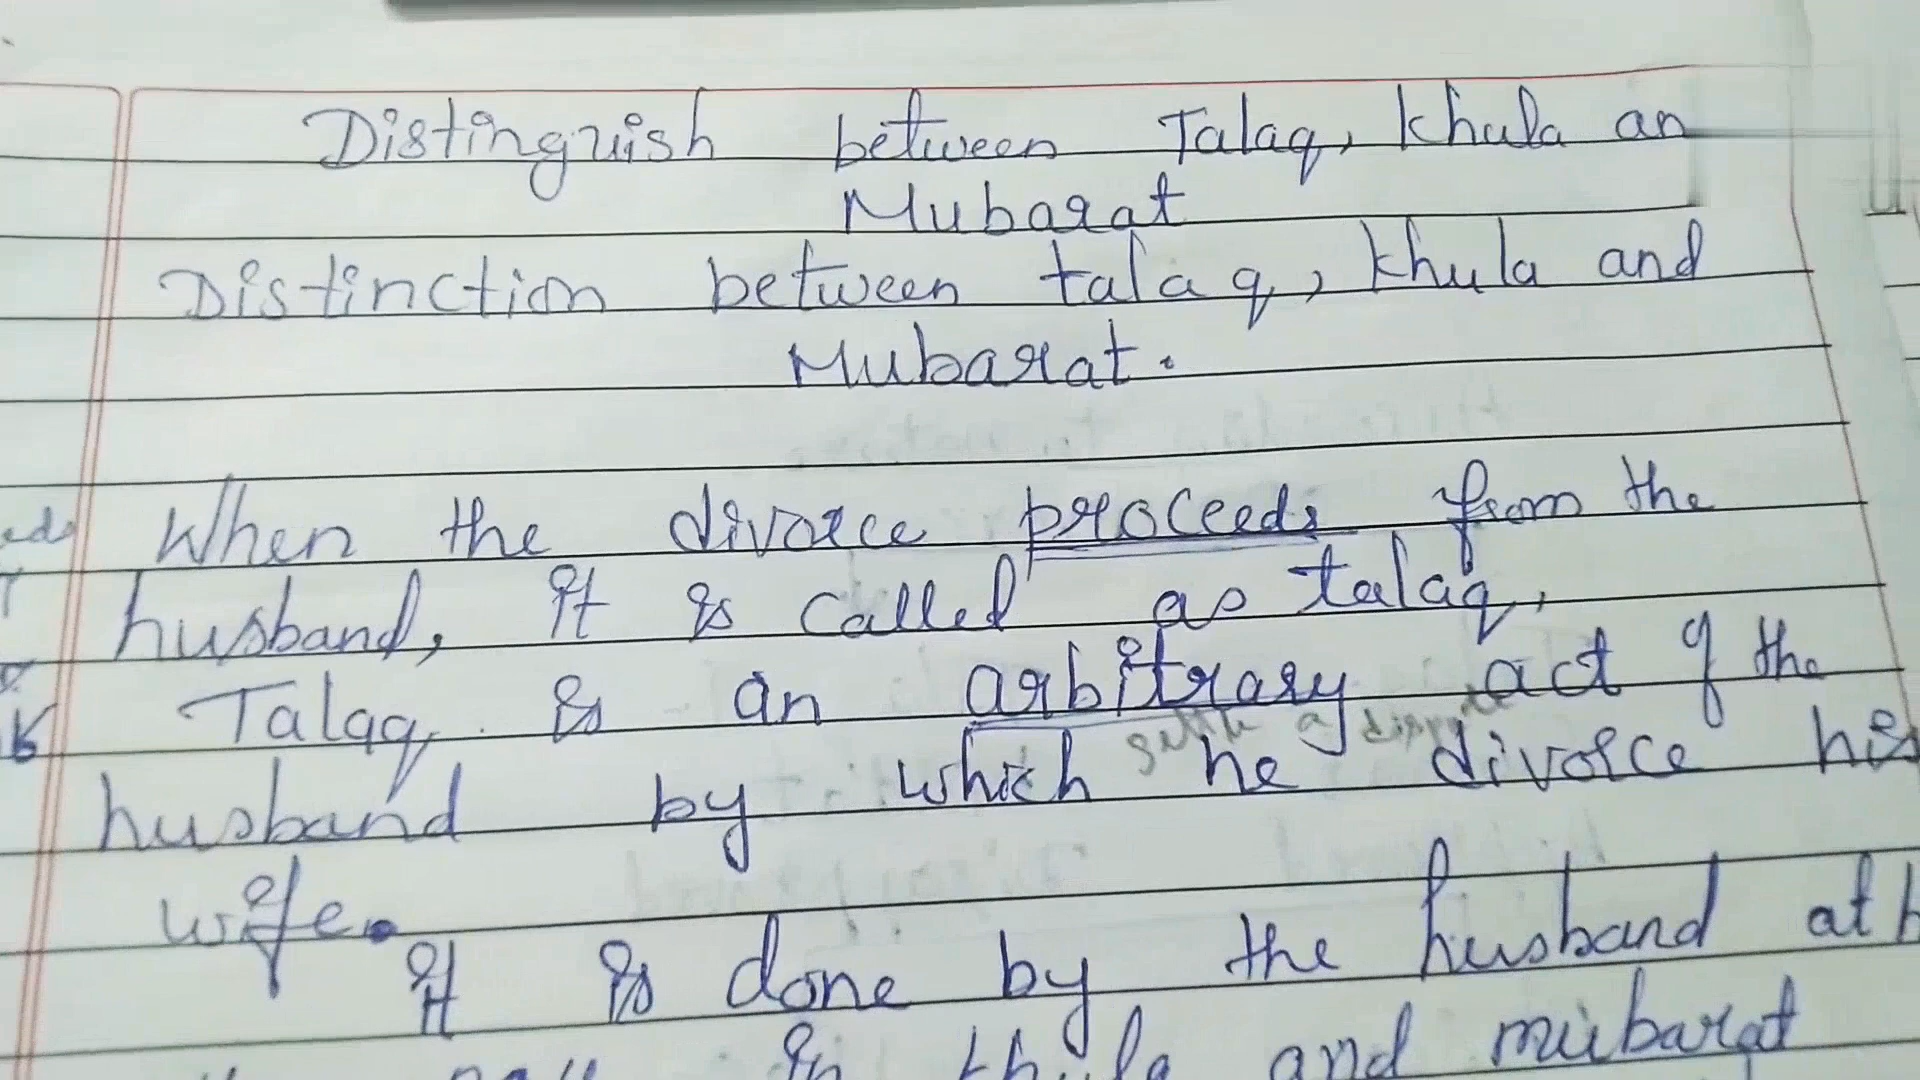 Distinguish between Talaq, Khula an
Mubarat
Distinction between talaq, Khula and
Mubarat.
When the divorce proceeds from the
husband, it is called as talaq,
Talaq is an arbitrary act of the
husband by which he divorce his
wife.
It is done by the husband at h
in khula and mubarat